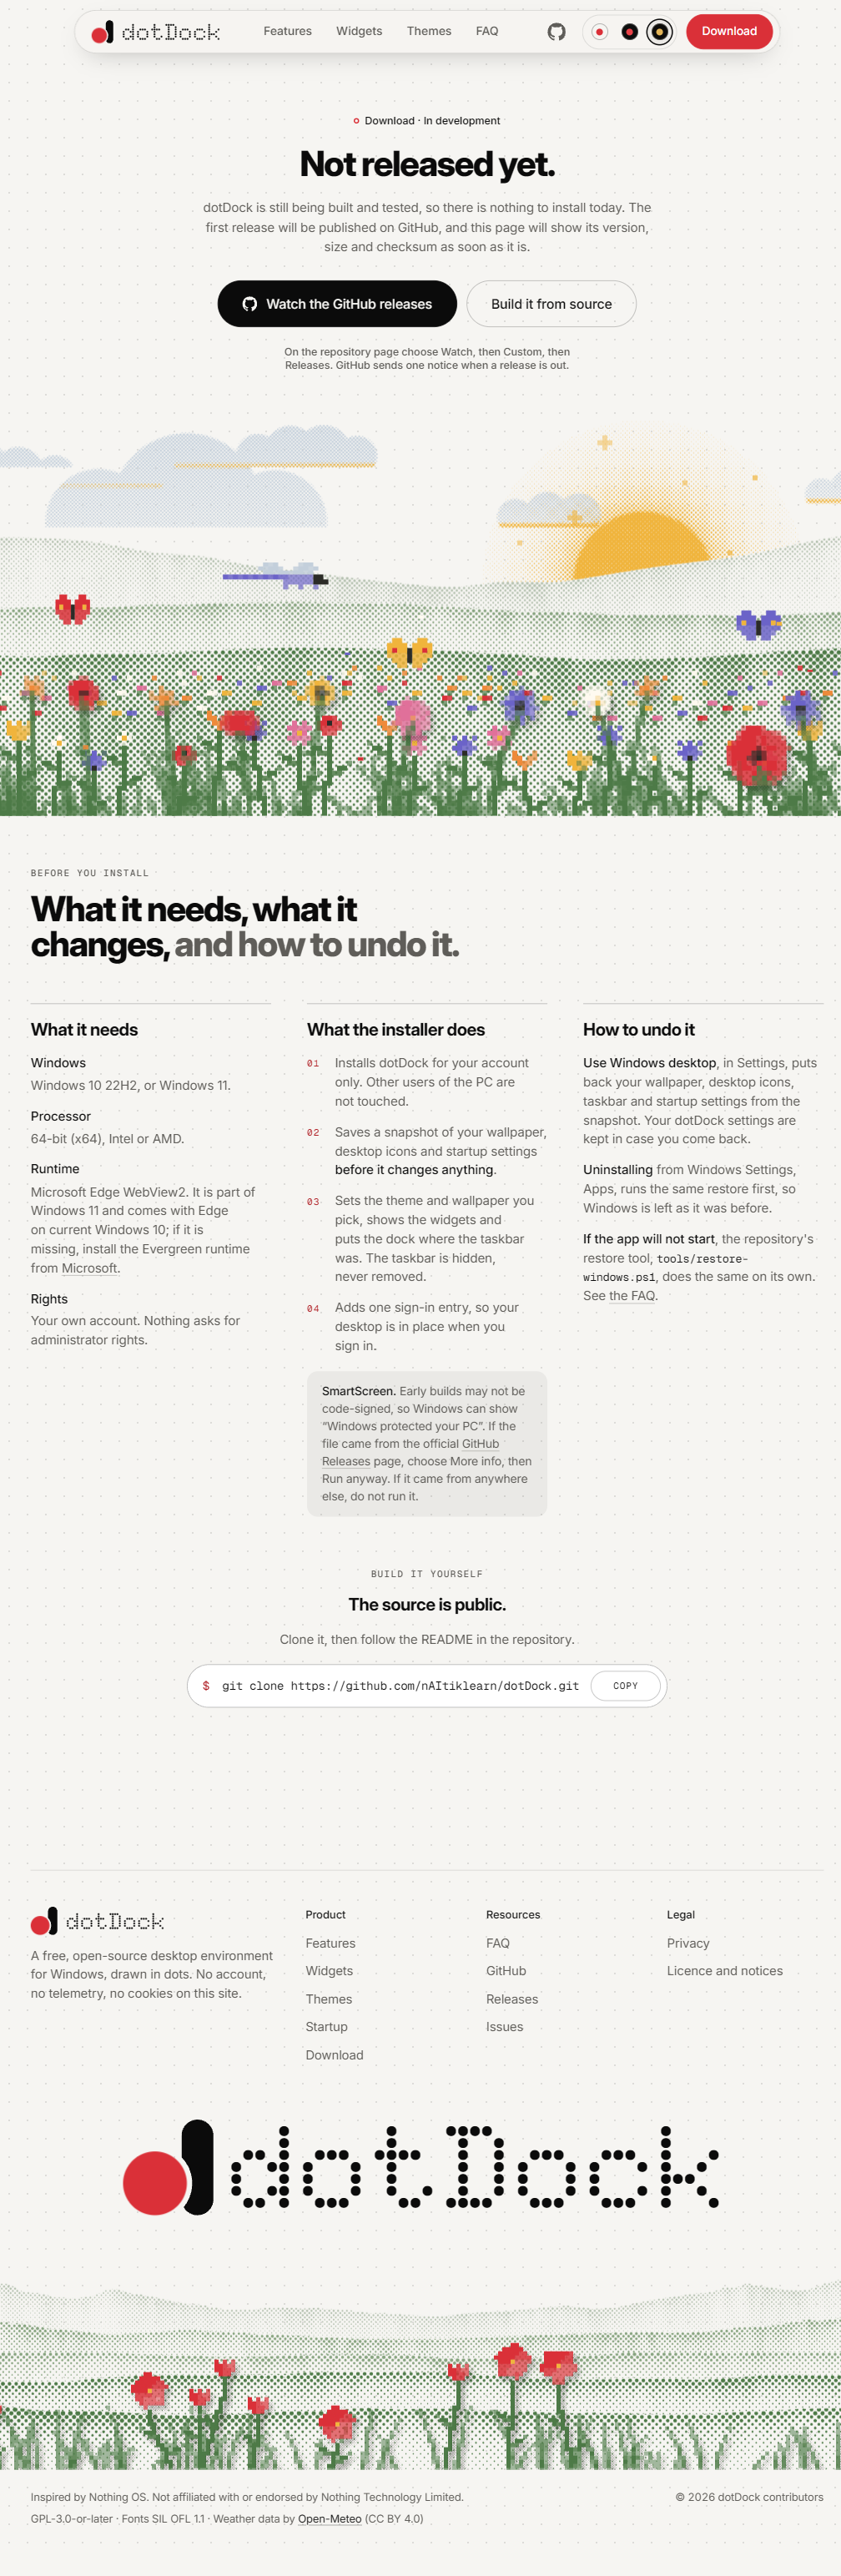 dotDock
Features
Widgets
Themes
FAQ
Download
Download · In development
Not released yet.
dotDock is still being built and tested, so there is nothing to install today. The
first release will be published on GitHub, and this page will show its version,
size and checksum as soon as it is.
Watch the GitHub releases
Build it from source
On the repository page choose Watch, then Custom, then
Releases. GitHub sends one notice when a release is out.
BEFORE YOU INSTALL
What it needs, what it
changes, and how to undo it.
What it needs
Windows
Windows 10 22H2, or Windows 11.
Processor
64-bit (x64), Intel or AMD.
Runtime
Microsoft Edge WebView2. It is part of
Windows 11 and comes with Edge
on current Windows 10; if it is
missing, install the Evergreen runtime
from Microsoft.
Rights
Your own account. Nothing asks for
administrator rights.
What the installer does
01 Installs dotDock for your account
only. Other users of the PC are
not touched.
02 Saves a snapshot of your wallpaper,
desktop icons and startup settings
before it changes anything.
03 Sets the theme and wallpaper you
pick, shows the widgets and
puts the dock where the taskbar
was. The taskbar is hidden,
never removed.
04 Adds one sign-in entry, so your
desktop is in place when you
sign in.
SmartScreen. Early builds may not be
code-signed, so Windows can show
“Windows protected your PC”. If the
file came from the official GitHub
Releases page, choose More info, then
Run anyway. If it came from anywhere
else, do not run it.
How to undo it
Use Windows desktop, in Settings, puts
back your wallpaper, desktop icons,
taskbar and startup settings from the
snapshot. Your dotDock settings are
kept in case you come back.
Uninstalling from Windows Settings,
Apps, runs the same restore first, so
Windows is left as it was before.
If the app will not start, the repository's
restore tool, tools/restore-
windows.ps1, does the same on its own.
See the FAQ.
BUILD IT YOURSELF
The source is public.
Clone it, then follow the README in the repository.
$ git clone https://github.com/nAItiklearn/dotDock.git
COPY
dotDock
A free, open-source desktop environment
for Windows, drawn in dots. No account,
no telemetry, no cookies on this site.
Product
Features
Widgets
Themes
Startup
Download
Resources
FAQ
GitHub
Releases
Issues
Legal
Privacy
Licence and notices
dotDock
Inspired by Nothing OS. Not affiliated with or endorsed by Nothing Technology Limited.
© 2026 dotDock contributors
GPL-3.0-or-later · Fonts SIL OFL 1.1 · Weather data by Open-Meteo (CC BY 4.0)